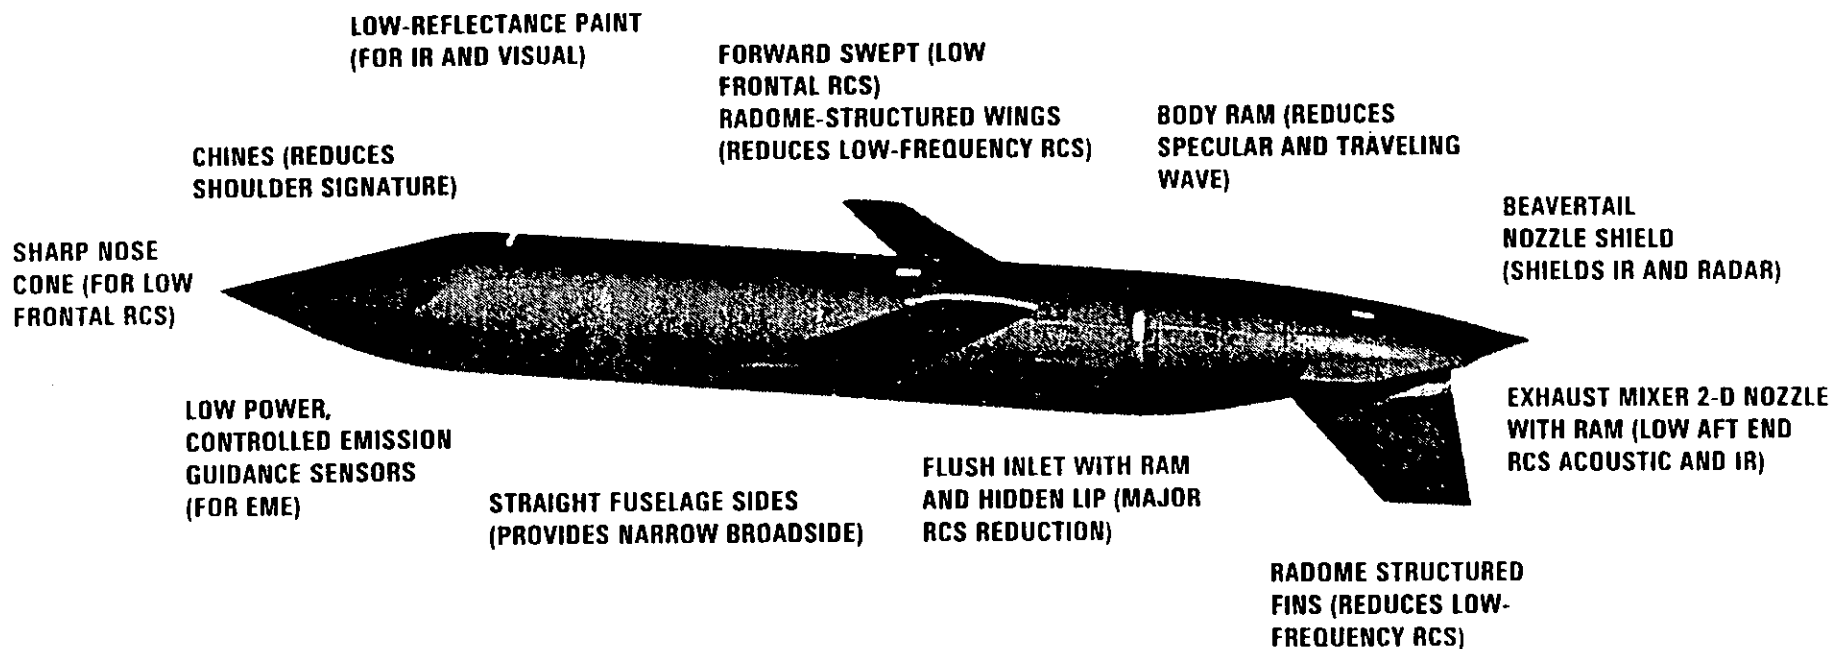 LOW-REFLECTANCE PAINT
(FOR IR AND VISUAL)
FORWARD SWEPT (LOW
FRONTAL RCS)
RADOME-STRUCTURED WINGS
(REDUCES LOW-FREQUENCY RCS)
BODY RAM (REDUCES
SPECULAR AND TRAVELING
WAVE)
CHINES (REDUCES
SHOULDER SIGNATURE)
BEAVERTAIL
NOZZLE SHIELD
(SHIELDS IR AND RADAR)
SHARP NOSE
CONE (FOR LOW
FRONTAL RCS)
LOW POWER,
CONTROLLED EMISSION
GUIDANCE SENSORS
(FOR EME)
STRAIGHT FUSELAGE SIDES
(PROVIDES NARROW BROADSIDE)
FLUSH INLET WITH RAM
AND HIDDEN LIP (MAJOR
RCS REDUCTION)
EXHAUST MIXER 2-D NOZZLE
WITH RAM (LOW AFT END
RCS ACOUSTIC AND IR)
RADOME STRUCTURED
FINS (REDUCES LOW-
FREQUENCY RCS)